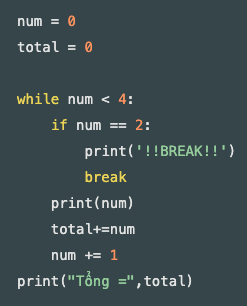 num = 0
total = 0

while num < 4:
    if num == 2:
        print('!!BREAK!!')
        break
    print(num)
    total+=num
    num += 1
print("Tổng =",total)